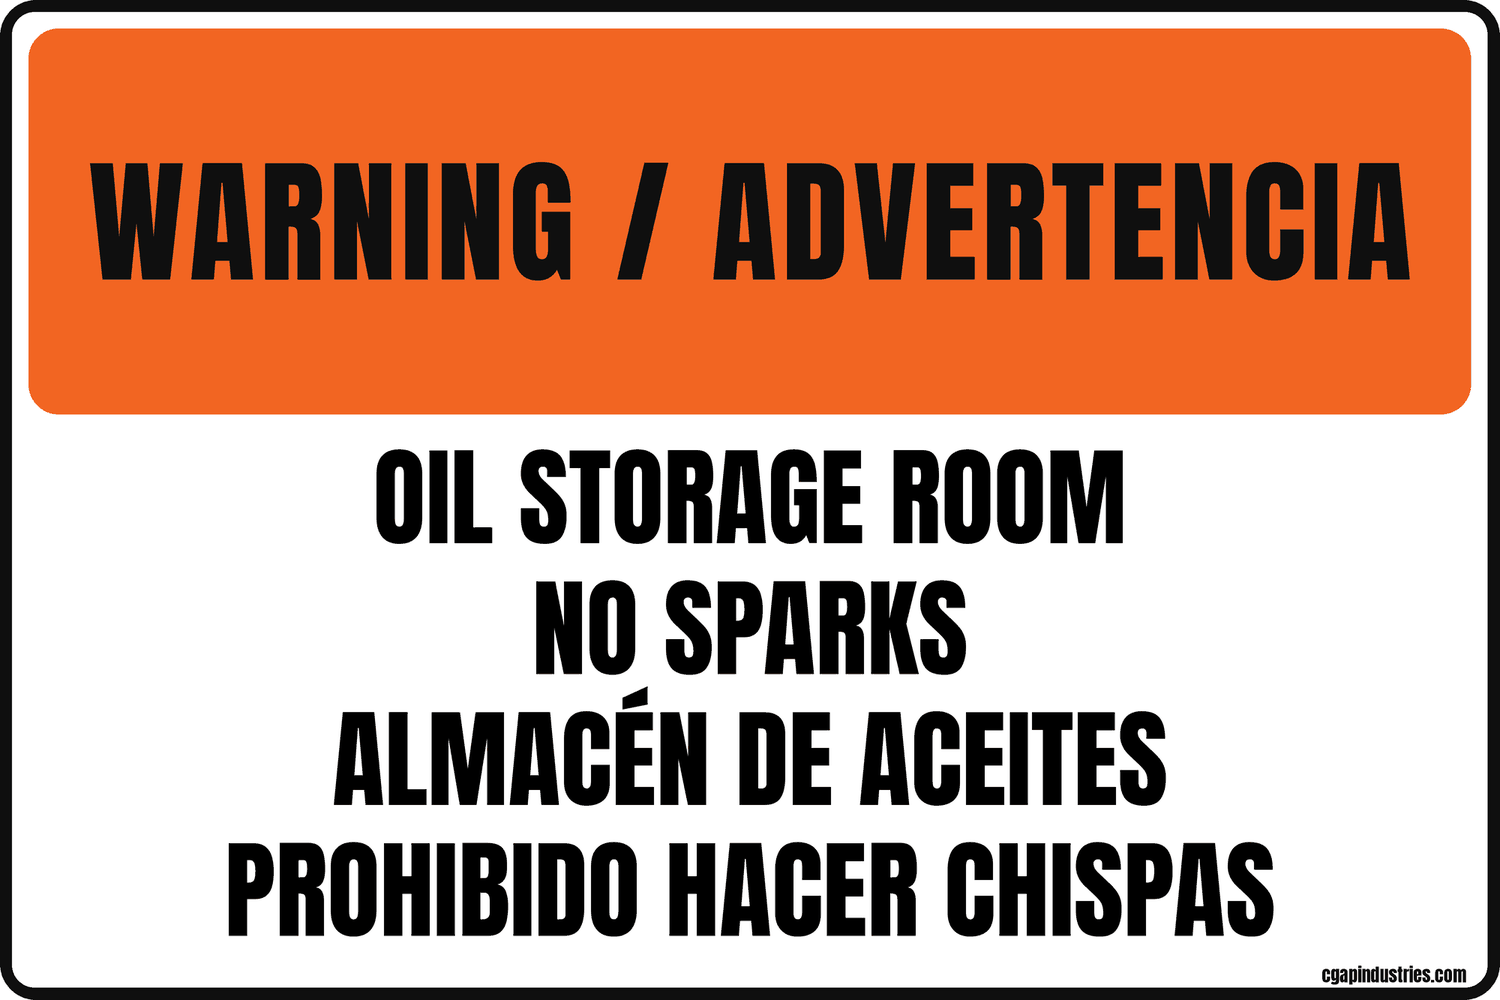 WARNING / ADVERTENCIA
OIL STORAGE ROOM
NO SPARKS
ALMACÉN DE ACEITES
PROHIBIDO HACER CHISPAS
cgapindustries.com